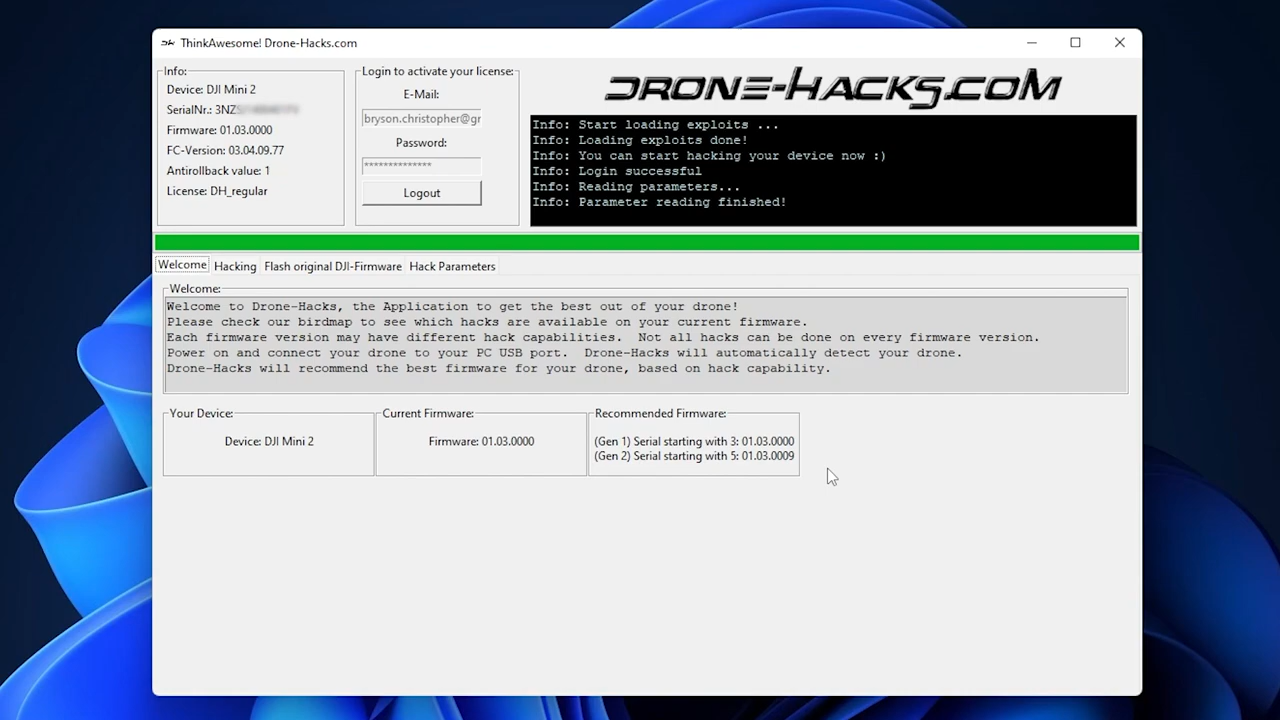 ThinkAwesome! Drone-Hacks.com
Info:
Device: DJI Mini 2
SerialNr.: 3NZ
Firmware: 01.03.0000
FC-Version: 03.04.09.77
Antirollback value: 1
License: DH_regular
Login to activate your license:
E-Mail:
bryson.christopher@gr
Password:
**************
Logout
DRONE-HACKS.COM
Info: Start loading exploits ...
Info: Loading exploits done!
Info: You can start hacking your device now :)
Info: Login successful
Info: Reading parameters...
Info: Parameter reading finished!
Welcome Hacking Flash original DJI-Firmware Hack Parameters
Welcome:
Welcome to Drone-Hacks, the Application to get the best out of your drone!
Please check our birdmap to see which hacks are available on your current firmware.
Each firmware version may have different hack capabilities.  Not all hacks can be done on every firmware version.
Power on and connect your drone to your PC USB port.  Drone-Hacks will automatically detect your drone.
Drone-Hacks will recommend the best firmware for your drone, based on hack capability.
Your Device:
Device: DJI Mini 2
Current Firmware:
Firmware: 01.03.0000
Recommended Firmware:
(Gen 1) Serial starting with 3: 01.03.0000
(Gen 2) Serial starting with 5: 01.03.0009